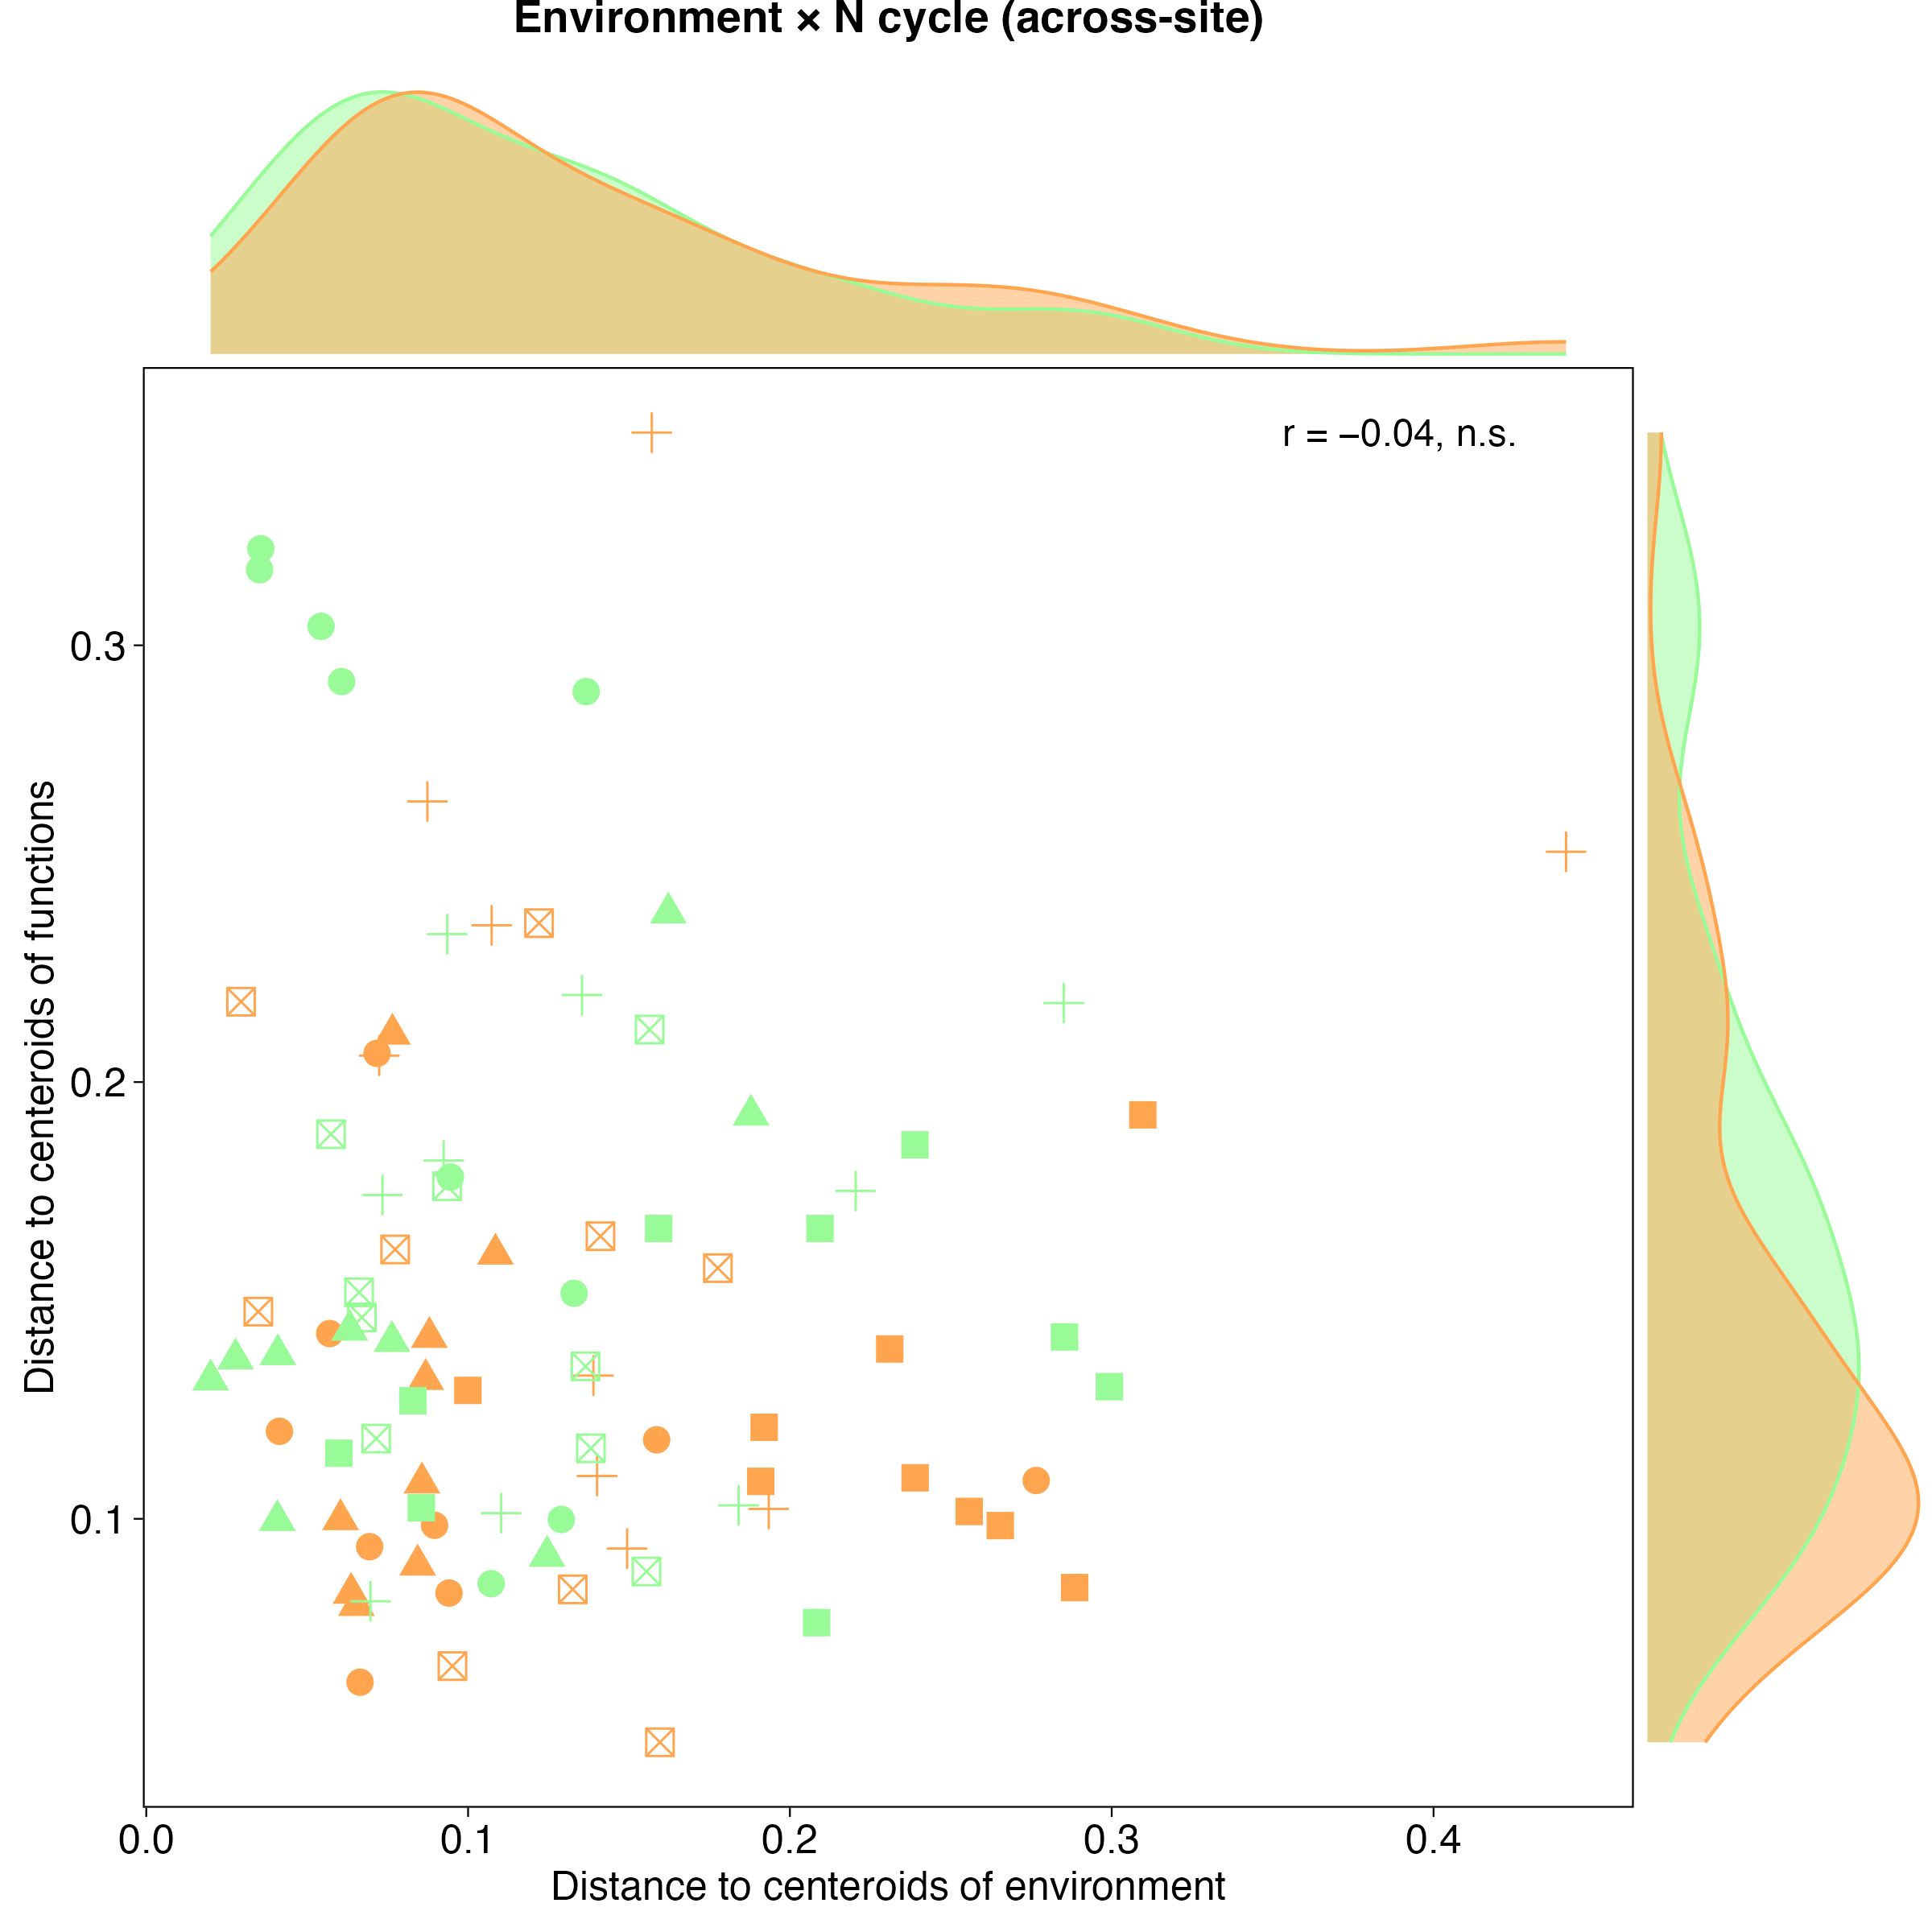 Environment × N cycle (across-site)
r = −0.04, n.s.
0.3
0.2
0.1
Distance to centeroids of functions
0.0 0.1 0.2 0.3 0.4
Distance to centeroids of environment